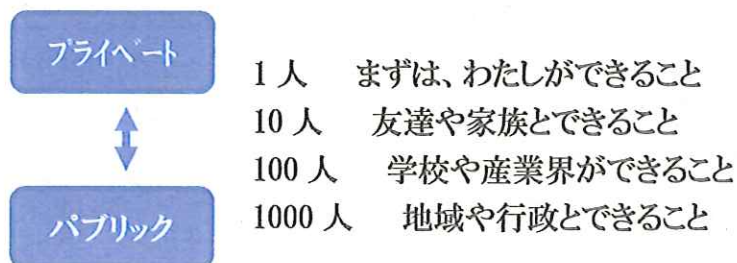 プライベート
1人　まずは、わたしができること
10人　友達や家族とできること
100人　学校や産業界ができること
1000人　地域や行政とできること
パブリック